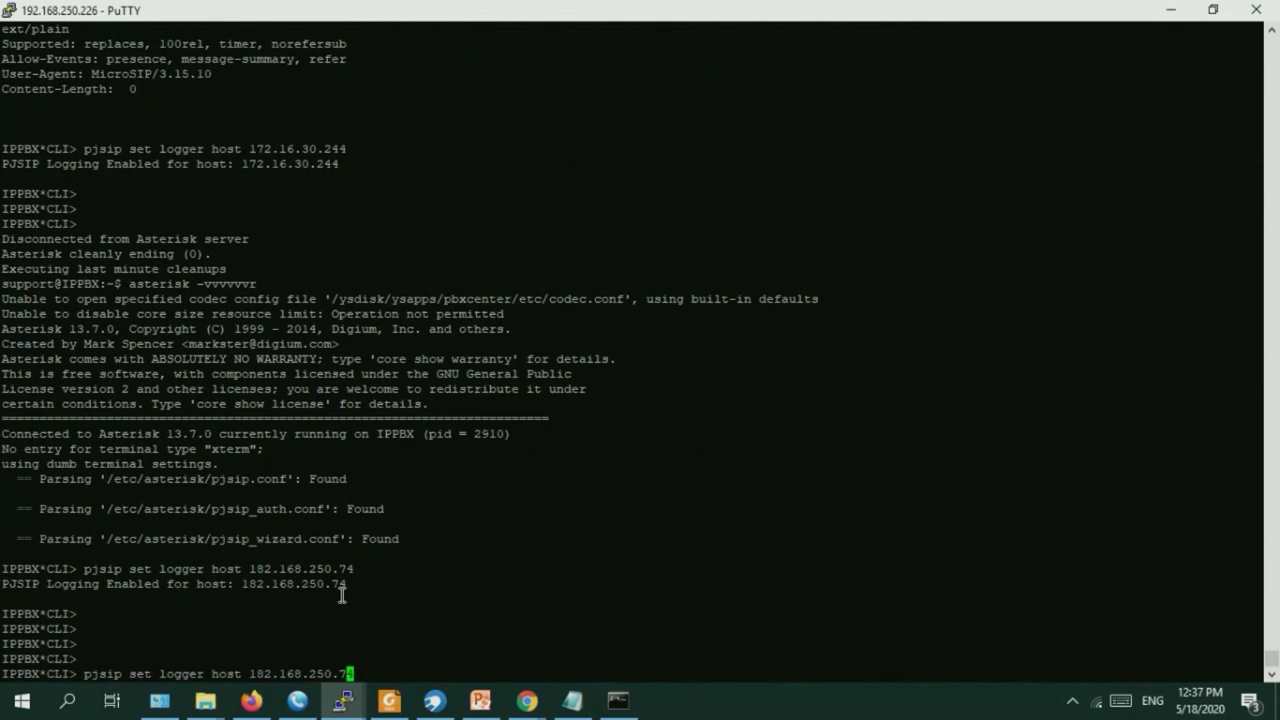 192.168.250.226 - PuTTY
ext/plain
Supported: replaces, 100rel, timer, norefersub
Allow-Events: presence, message-summary, refer
User-Agent: MicroSIP/3.15.10
Content-Length:  0
IPPBX*CLI> pjsip set logger host 172.16.30.244
PJSIP Logging Enabled for host: 172.16.30.244
IPPBX*CLI>
IPPBX*CLI>
IPPBX*CLI>
Disconnected from Asterisk server
Asterisk cleanly ending (0).
Executing last minute cleanups
support@IPPBX:~$ asterisk -vvvvvvr
Unable to open specified codec config file '/ysdisk/ysapps/pbxcenter/etc/codec.conf', using built-in defaults
Unable to disable core size resource limit: Operation not permitted
Asterisk 13.7.0, Copyright (C) 1999 - 2014, Digium, Inc. and others.
Created by Mark Spencer <markster@digium.com>
Asterisk comes with ABSOLUTELY NO WARRANTY; type 'core show warranty' for details.
This is free software, with components licensed under the GNU General Public
License version 2 and other licenses; you are welcome to redistribute it under
certain conditions. Type 'core show license' for details.
=========================================================================
Connected to Asterisk 13.7.0 currently running on IPPBX (pid = 2910)
No entry for terminal type "xterm";
using dumb terminal settings.
  == Parsing '/etc/asterisk/pjsip.conf': Found
  == Parsing '/etc/asterisk/pjsip_auth.conf': Found
  == Parsing '/etc/asterisk/pjsip_wizard.conf': Found
IPPBX*CLI> pjsip set logger host 182.168.250.74
PJSIP Logging Enabled for host: 182.168.250.74
IPPBX*CLI>
IPPBX*CLI>
IPPBX*CLI>
IPPBX*CLI>
IPPBX*CLI> pjsip set logger host 182.168.250.74
ENG
12:37 PM
5/18/2020
3